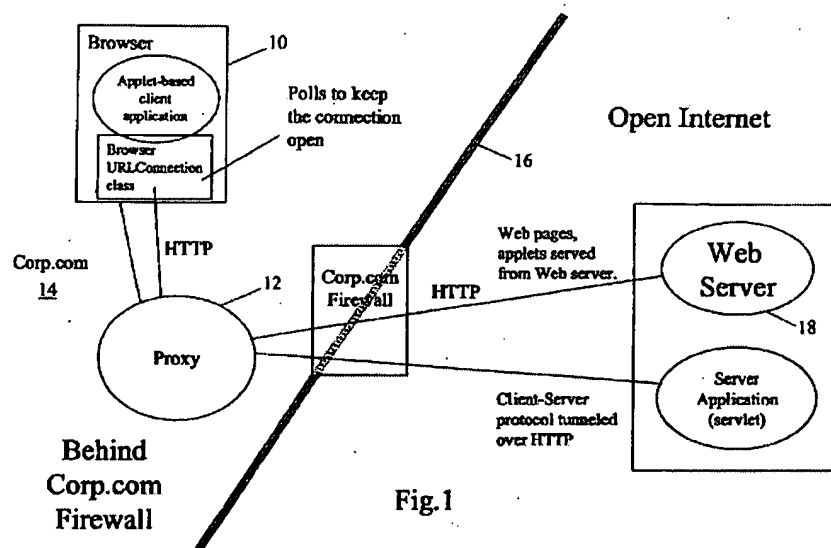 Browser
10
Applet-based
client
application
Browser
URLConnection
class
Polls to keep
the connection
open
Open Internet
16
HTTP
Corp.com
14
12
Proxy
Corp.com
Firewall
Web pages,
applets served
from Web server.
HTTP
Web
Server
18
Client-Server
protocol tunneled
over HTTP
Server
Application
(servlet)
Behind
Corp.com
Firewall
Fig.1